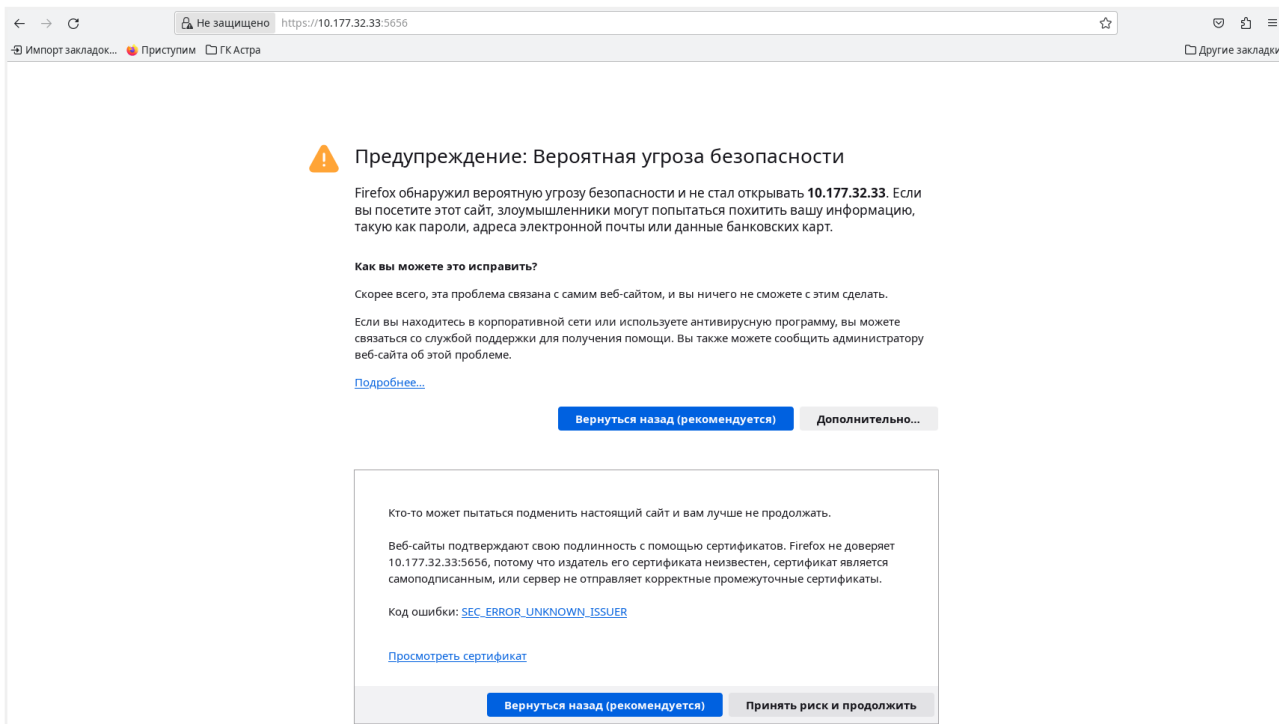 Не защищено https://10.177.32.33:5656
Импорт закладок... Приступим ГК Астра Другие закладки
Предупреждение: Вероятная угроза безопасности
Firefox обнаружил вероятную угрозу безопасности и не стал открывать 10.177.32.33. Если
вы посетите этот сайт, злоумышленники могут попытаться похитить вашу информацию,
такую как пароли, адреса электронной почты или данные банковских карт.
Как вы можете это исправить?
Скорее всего, эта проблема связана с самим веб-сайтом, и вы ничего не сможете с этим сделать.
Если вы находитесь в корпоративной сети или используете антивирусную программу, вы можете
связаться со службой поддержки для получения помощи. Вы также можете сообщить администратору
веб-сайта об этой проблеме.
Подробнее...
Вернуться назад (рекомендуется) Дополнительно...
Кто-то может пытаться подменить настоящий сайт и вам лучше не продолжать.
Веб-сайты подтверждают свою подлинность с помощью сертификатов. Firefox не доверяет
10.177.32.33:5656, потому что издатель его сертификата неизвестен, сертификат является
самоподписанным, или сервер не отправляет корректные промежуточные сертификаты.
Код ошибки: SEC_ERROR_UNKNOWN_ISSUER
Просмотреть сертификат
Вернуться назад (рекомендуется) Принять риск и продолжить